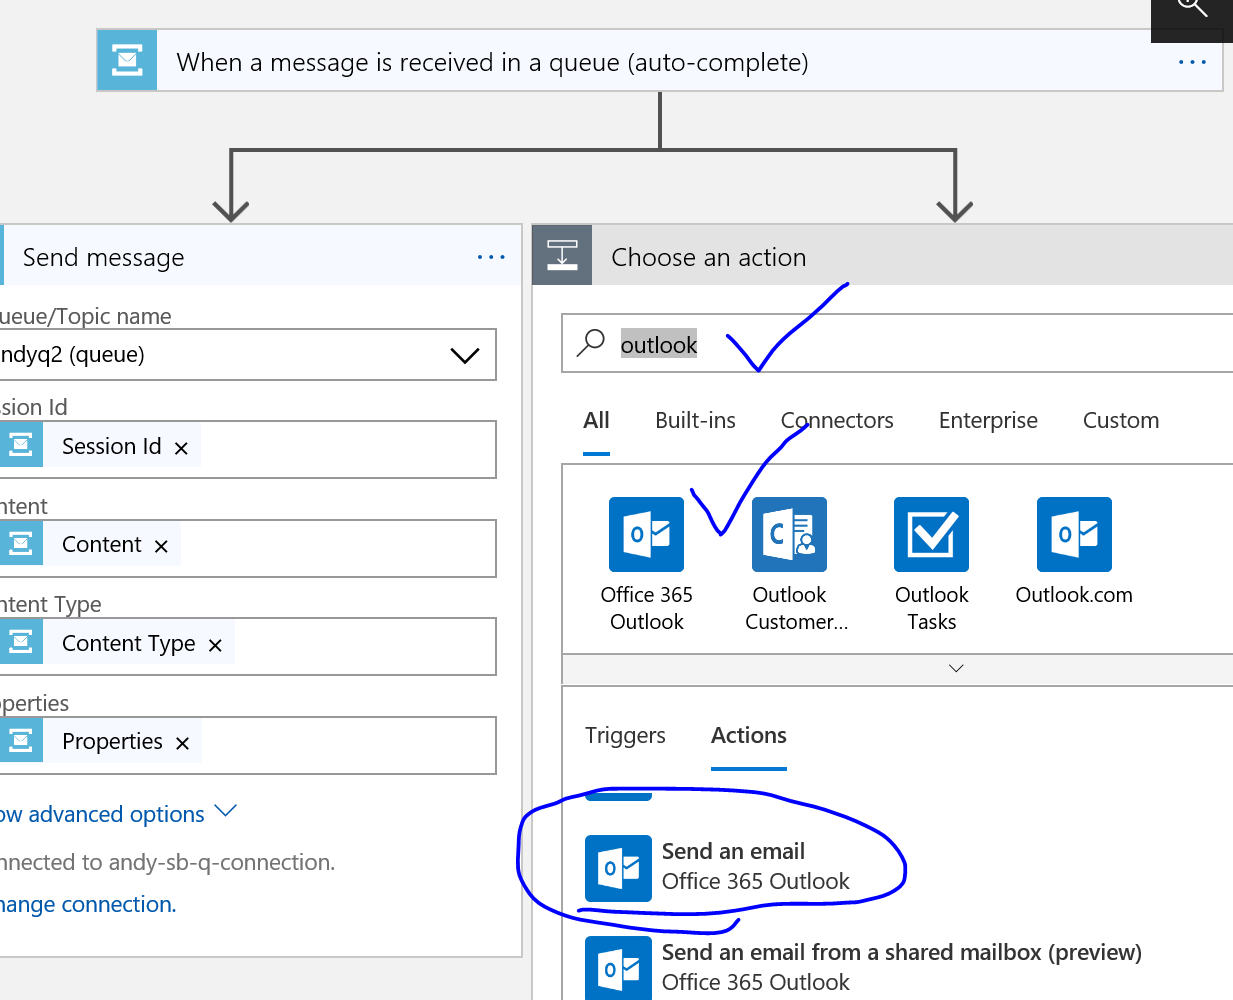 When a message is received in a queue (auto-complete)
Send message
ueue/Topic name
ndyq2 (queue)
ssion Id
Session Id
ntent
Content
ntent Type
Content Type
operties
Properties
ow advanced options
nnected to andy-sb-q-connection.
hange connection.
Choose an action
outlook
All Built-ins Connectors Enterprise Custom
Office 365
Outlook
Outlook
Customer...
Outlook
Tasks
Outlook.com
Triggers Actions
Send an email
Office 365 Outlook
Send an email from a shared mailbox (preview)
Office 365 Outlook